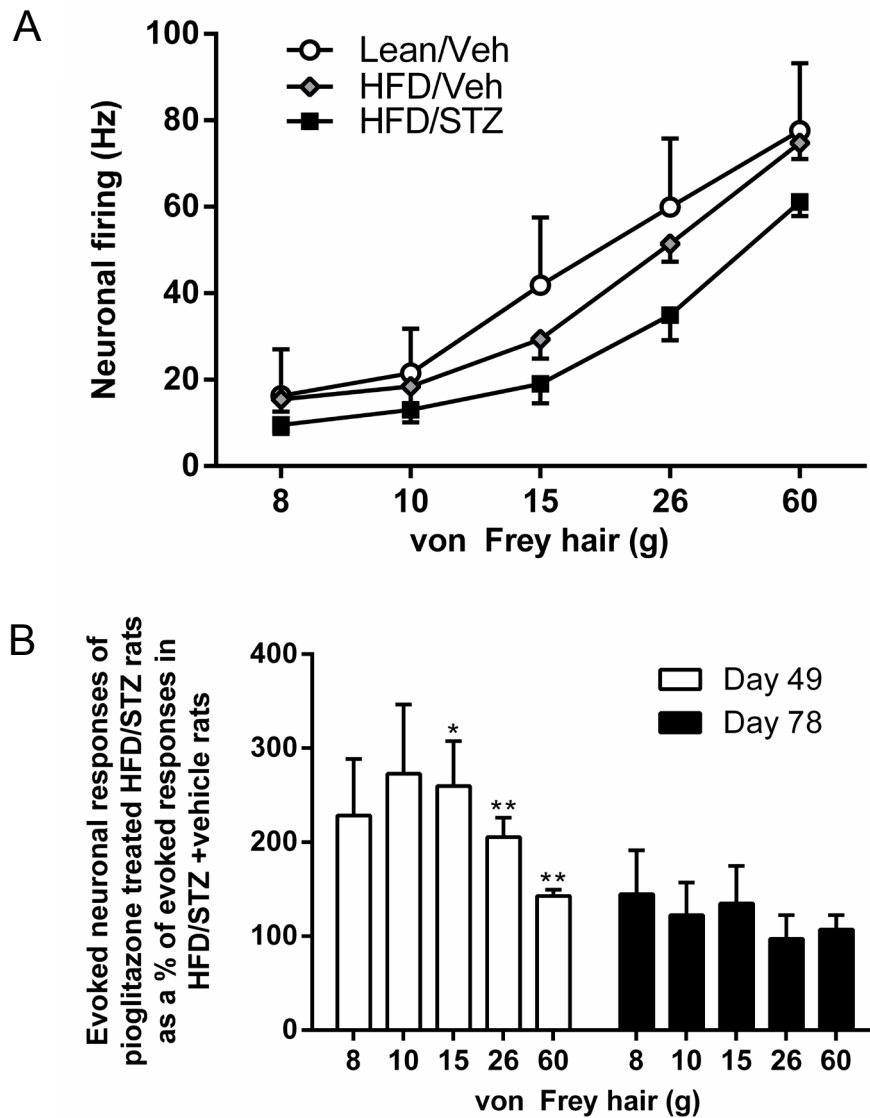 A
100
80
60
40
20
0
Neuronal firing (Hz)
Lean/Veh
HFD/Veh
HFD/STZ
8 10 15 26 60
von Frey hair (g)
B
Evoked neuronal responses of
pioglitazone treated HFD/STZ rats
as a % of evoked responses in
HFD/STZ +vehicle rats
400
300
200
100
0
Day 49
Day 78
*
**
**
8 10 15 26 60 8 10 15 26 60
von Frey hair (g)